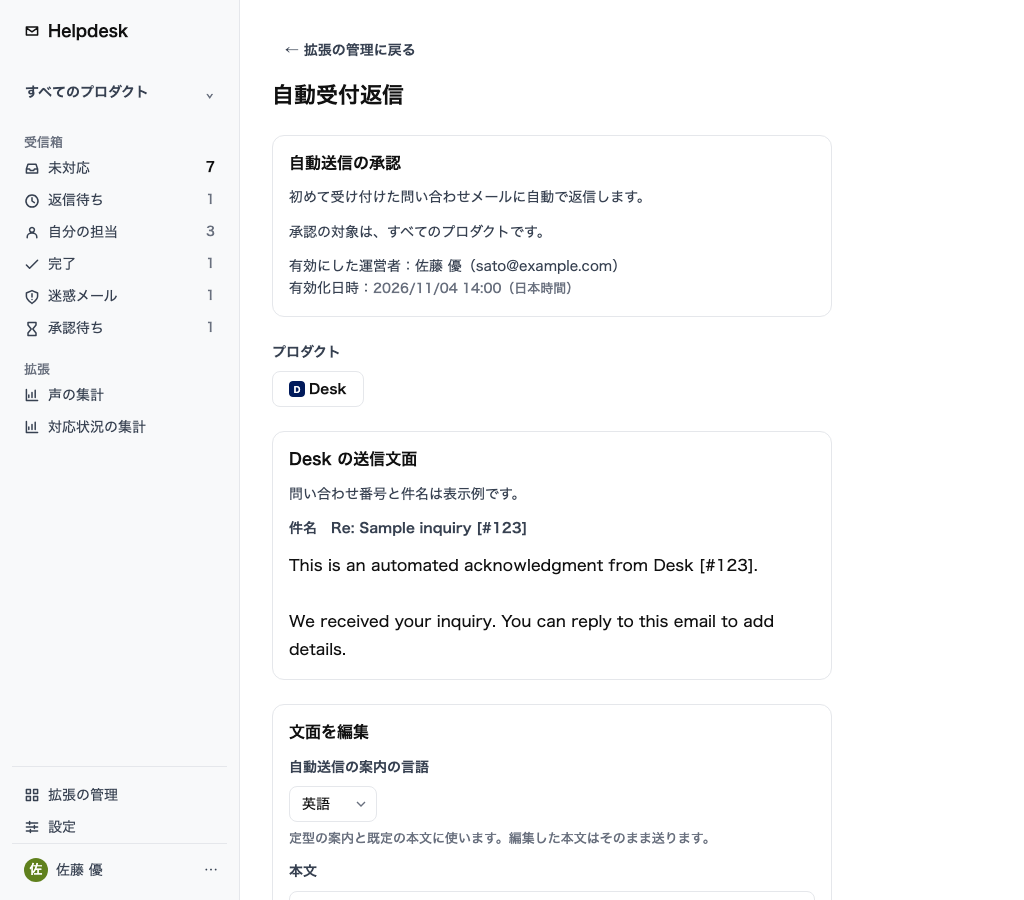 Helpdesk
すべてのプロダクト
受信箱
未対応 7
返信待ち 1
自分の担当 3
完了 1
迷惑メール 1
承認待ち 1
拡張
声の集計
対応状況の集計
拡張の管理
設定
佐 佐藤 優 …
← 拡張の管理に戻る
自動受付返信
自動送信の承認
初めて受け付けた問い合わせメールに自動で返信します。
承認の対象は、すべてのプロダクトです。
有効にした運営者：佐藤 優（sato@example.com）
有効化日時：2026/11/04 14:00（日本時間）
プロダクト
D Desk
Desk の送信文面
問い合わせ番号と件名は表示例です。
件名 Re: Sample inquiry [#123]
This is an automated acknowledgment from Desk [#123].
We received your inquiry. You can reply to this email to add
details.
文面を編集
自動送信の案内の言語
英語
定型の案内と既定の本文に使います。編集した本文はそのまま送ります。
本文